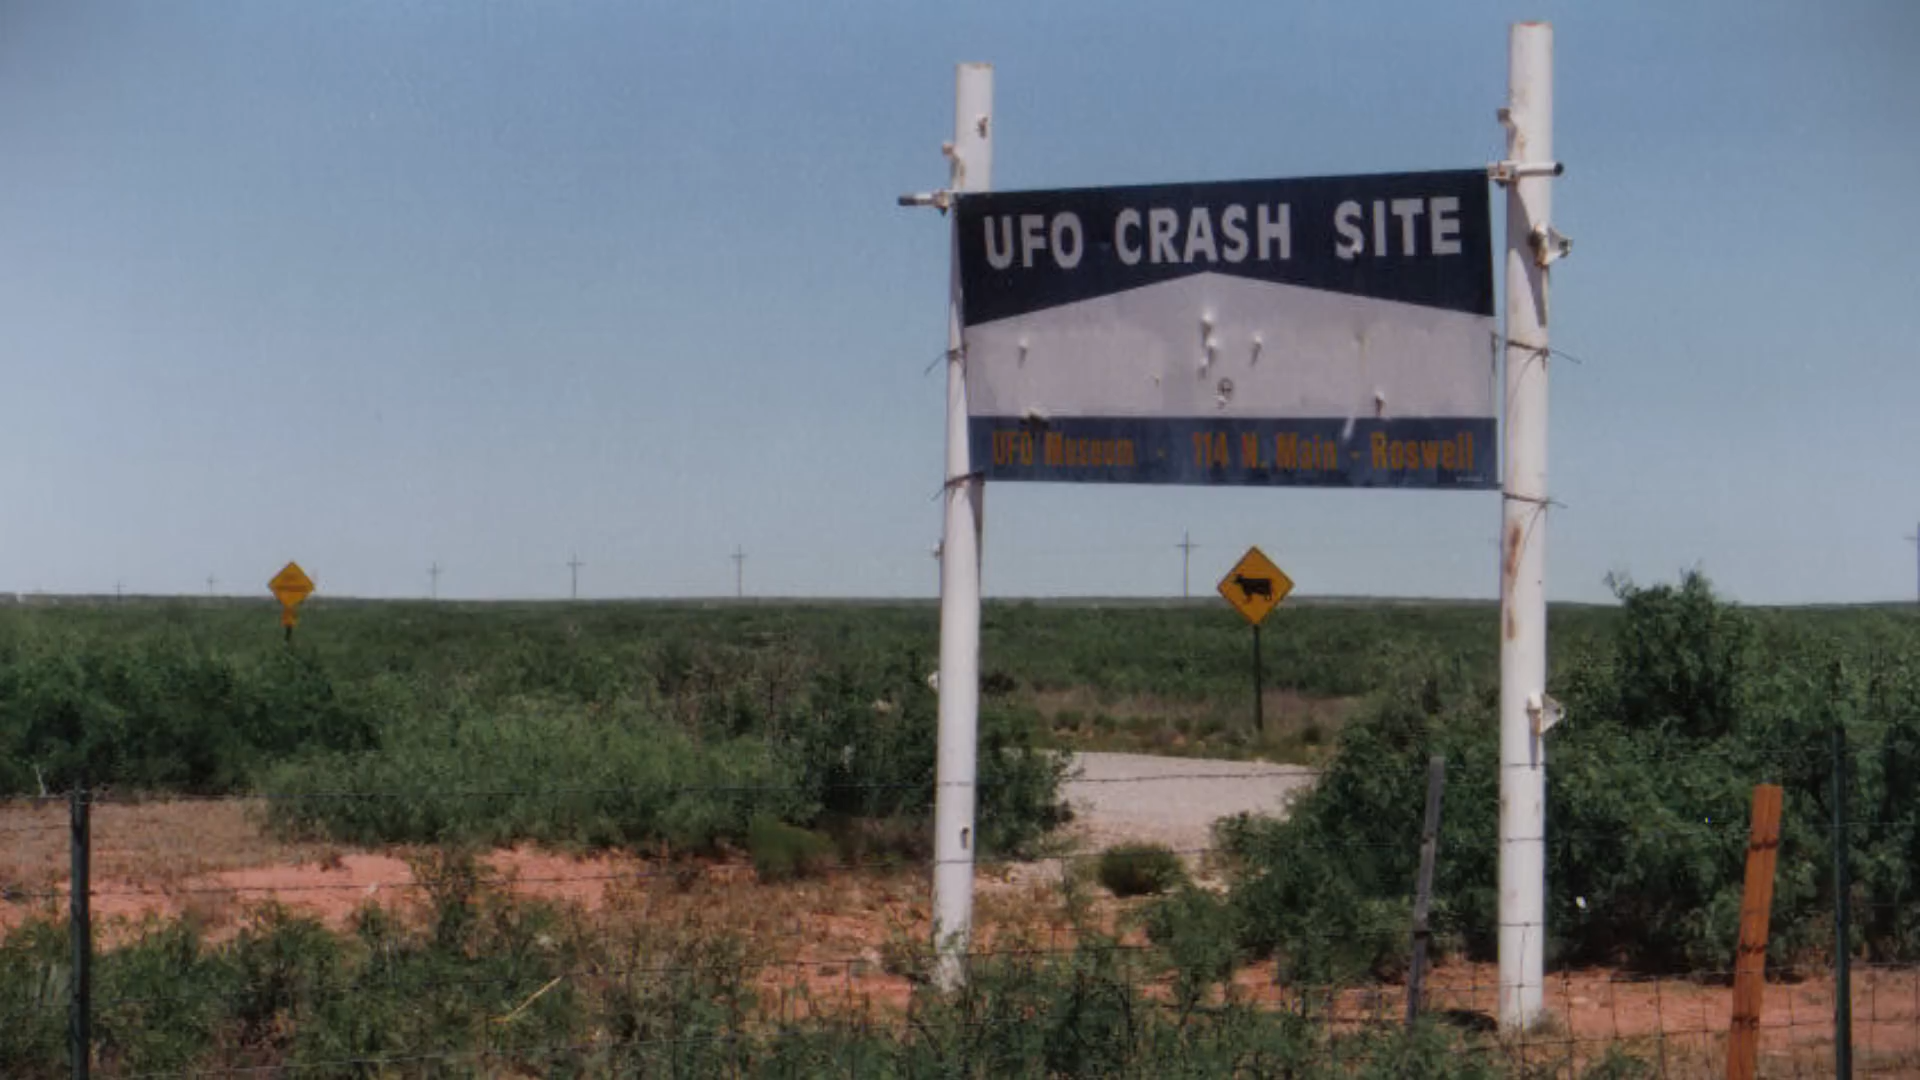 UFO CRASH SITE
UFO Museum - 114 N. Main - Roswell